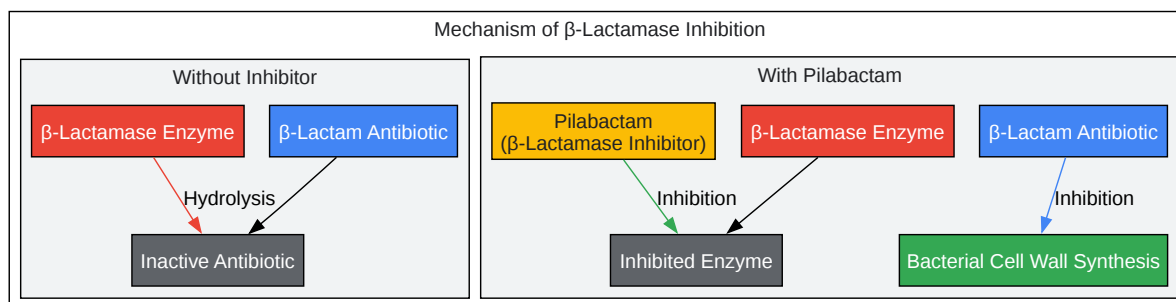 Mechanism of β-Lactamase Inhibition
Without Inhibitor
β-Lactamase Enzyme
β-Lactam Antibiotic
Hydrolysis
Inactive Antibiotic
With Pilabactam
Pilabactam
(β-Lactamase Inhibitor)
β-Lactamase Enzyme
β-Lactam Antibiotic
Inhibition
Inhibition
Inhibited Enzyme
Bacterial Cell Wall Synthesis